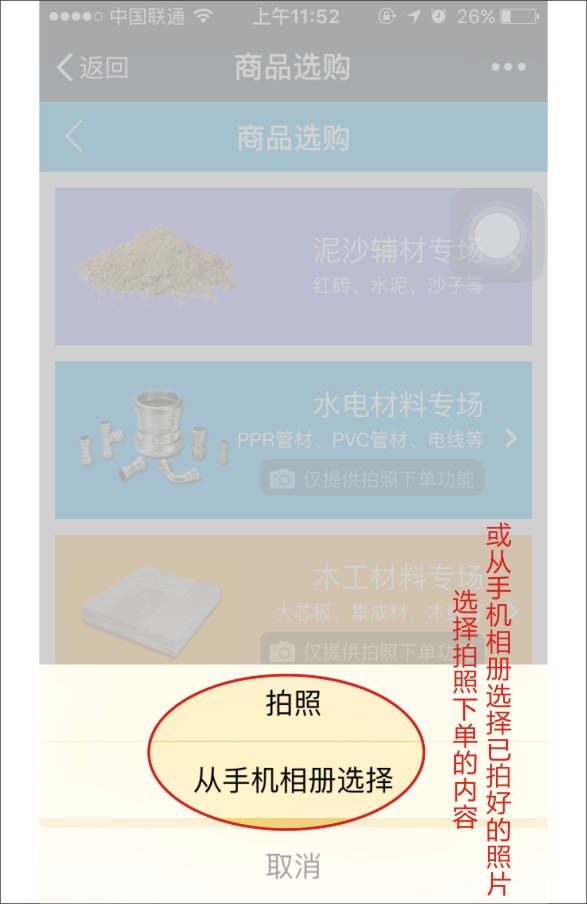 中国联通 上午11:52 26%
返回 商品选购 •••
商品选购
泥沙辅材专场
红砖、水泥、沙子等
水电材料专场
PPR管材、PVC管材、电线等
仅提供拍照下单功能
木工材料专场
大芯板、集成材、木
仅提供拍照下单功
选择拍照下单的内容
或从手机相册选择已拍好的照片
拍照
从手机相册选择
取消